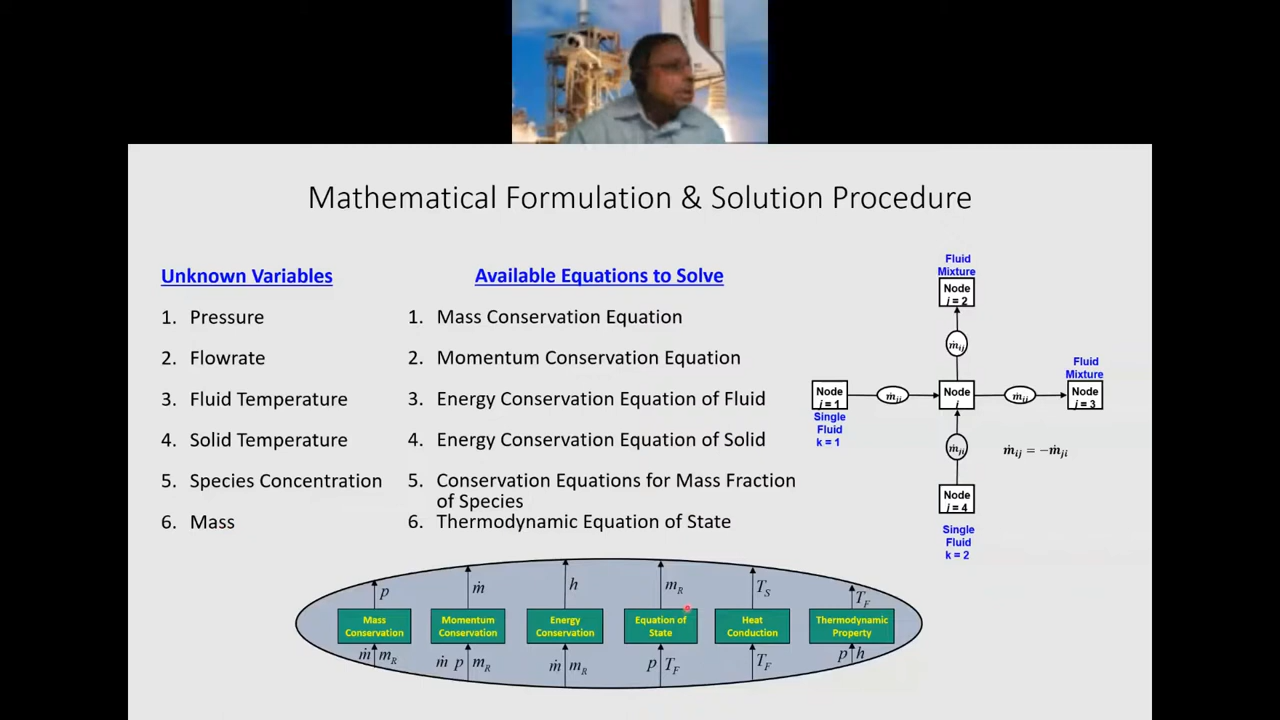 Mathematical Formulation & Solution Procedure
Unknown Variables
1. Pressure
2. Flowrate
3. Fluid Temperature
4. Solid Temperature
5. Species Concentration
6. Mass
Available Equations to Solve
1. Mass Conservation Equation
2. Momentum Conservation Equation
3. Energy Conservation Equation of Fluid
4. Energy Conservation Equation of Solid
5. Conservation Equations for Mass Fraction
of Species
6. Thermodynamic Equation of State
Fluid
Mixture
Node
j = 2
ṁij
Fluid
Mixture
Node
j = 1
ṁji
Node
i
ṁij
Node
j = 3
Single
Fluid
k = 1
ṁji
ṁij = −ṁji
Node
j = 4
Single
Fluid
k = 2
p
ṁ
h
mR
TS
TF
Mass
Conservation
Momentum
Conservation
Energy
Conservation
Equation of
State
Heat
Conduction
Thermodynamic
Property
ṁ mR
ṁ p mR
ṁ mR
p TF
TF
p h